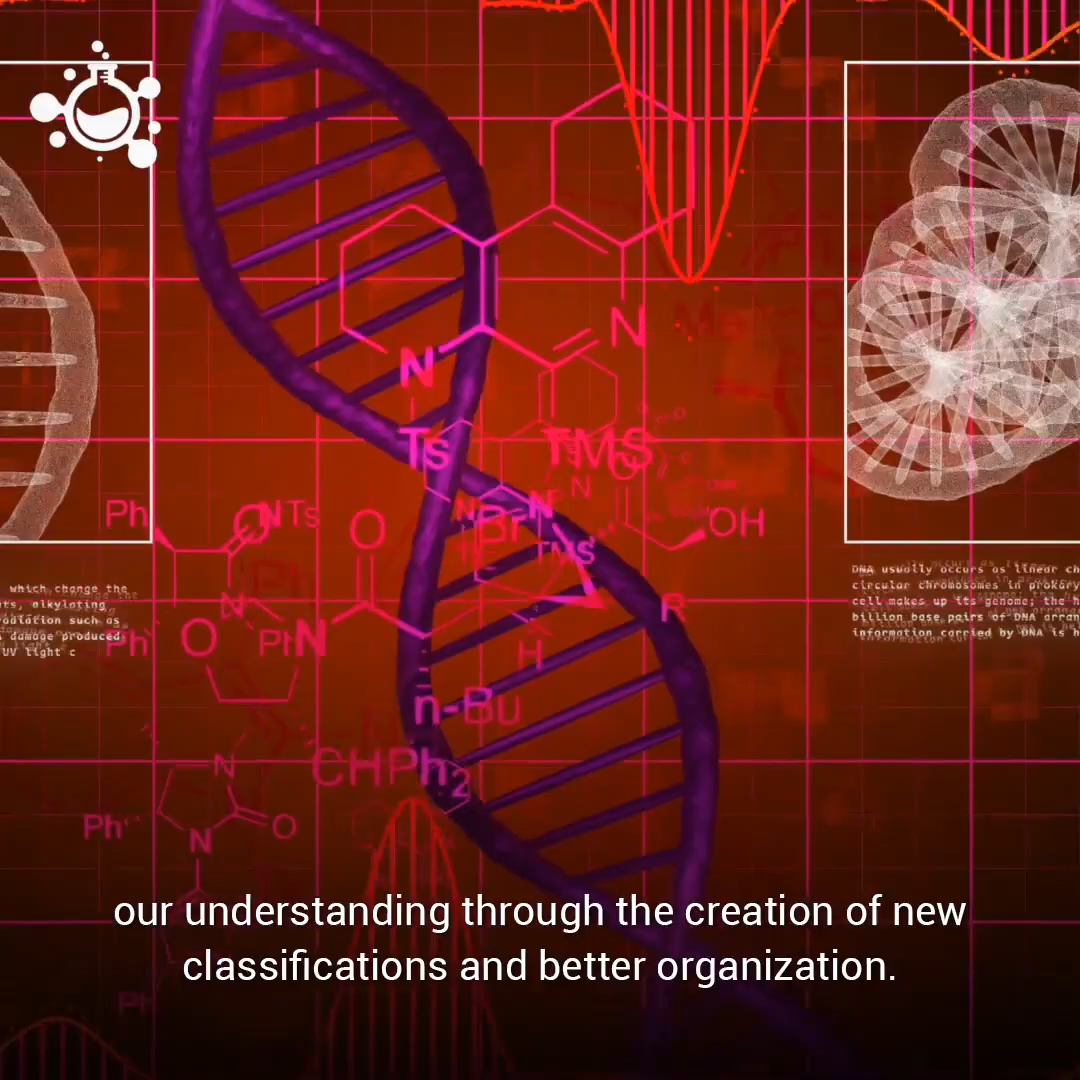 N
N
Ts
TMS
N
Ph
NTs
O
N
Br
OH
TMS
which change the
nts, alkylating
radiation such as
damage produced
UV light c
DNA usually occurs as linear ch
circular chromosomes in prokary
cell makes up its genome; the h
billion base pairs of DNA arran
information carried by DNA is h
N
R
Ph
O
Ph
N
H
n-Bu
CHPh2
N
Ph
N
O
our understanding through the creation of new
classifications and better organization.
Ph